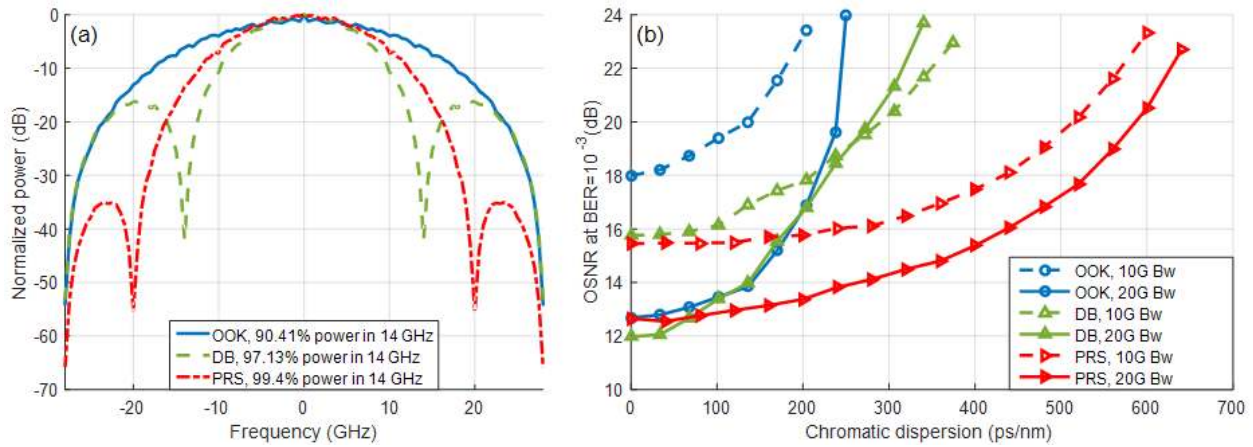 (a)
Normalized power (dB)
0
-10
-20
-30
-40
-50
-60
-70
OOK, 90.41% power in 14 GHz
DB, 97.13% power in 14 GHz
PRS, 99.4% power in 14 GHz
-20
-10
0
10
20
Frequency (GHz)
(b)
OSNR at BER=10⁻³(dB)
24
22
20
18
16
14
12
10
OOK, 10G Bw
OOK, 20G Bw
DB, 10G Bw
DB, 20G Bw
PRS, 10G Bw
PRS, 20G Bw
0
100
200
300
400
500
600
700
Chromatic dispersion (ps/nm)